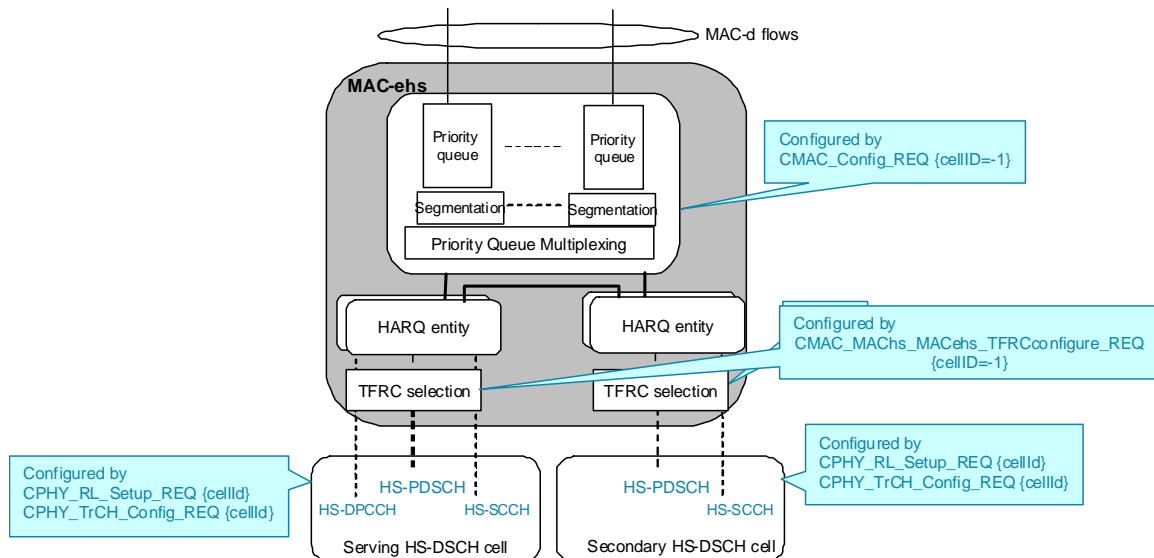 MAC-d flows
MAC-ehs
Priority
queue
Priority
queue
Configured by
CMAC_Config_REQ {cellID=-1}
Segmentation
Segmentation
Priority Queue Multiplexing
HARQ entity
HARQ entity
Configured by
CMAC_MAChs_MACehs_TFRCconfigure_REQ
{cellID=-1}
TFRC selection
TFRC selection
Configured by
CPHY_RL_Setup_REQ {cellId}
CPHY_TrCH_Config_REQ {cellId}
Configured by
CPHY_RL_Setup_REQ {cellId}
CPHY_TrCH_Config_REQ {cellId}
HS-PDSCH
HS-DPCCH
HS-SCCH
Serving HS-DSCH cell
HS-PDSCH
HS-SCCH
Secondary HS-DSCH cell